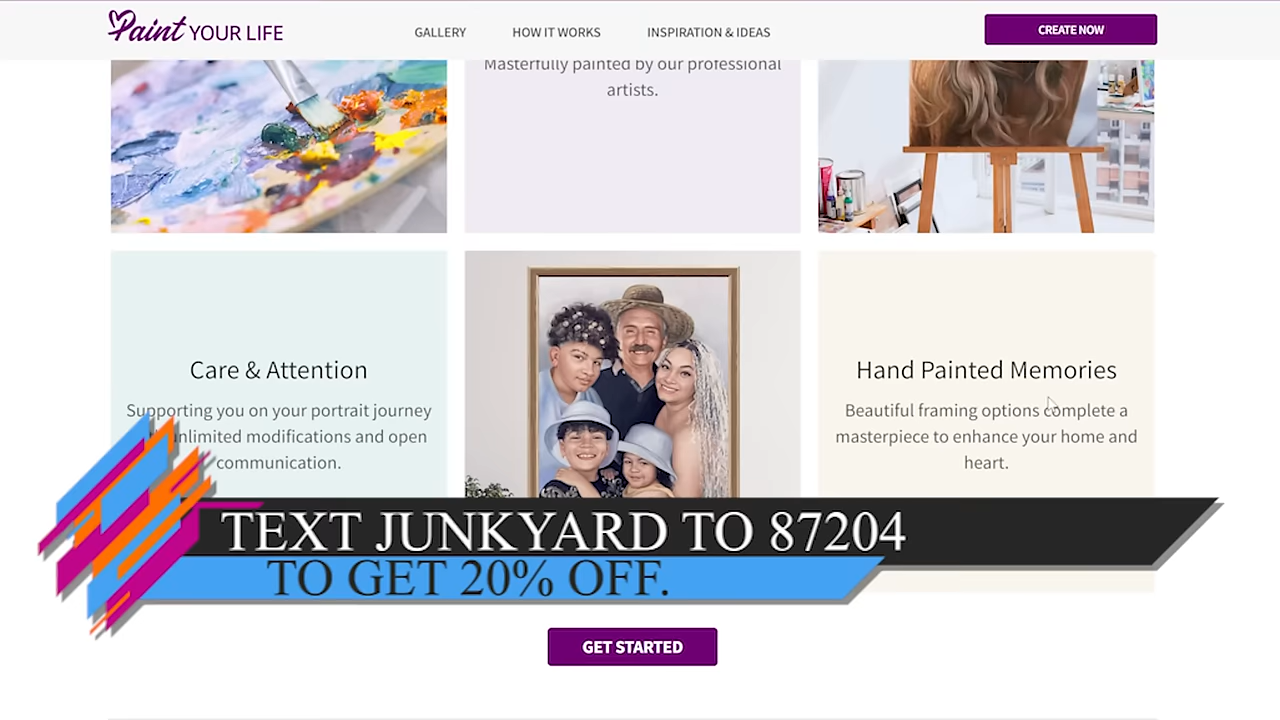 Paint YOUR LIFE
GALLERY
HOW IT WORKS
INSPIRATION & IDEAS
CREATE NOW
Masterfully painted by our professional
artists.
Care & Attention
Supporting you on your portrait journey
unlimited modifications and open
communication.
Hand Painted Memories
Beautiful framing options complete a
masterpiece to enhance your home and
heart.
TEXT JUNKYARD TO 87204
TO GET 20% OFF.
GET STARTED